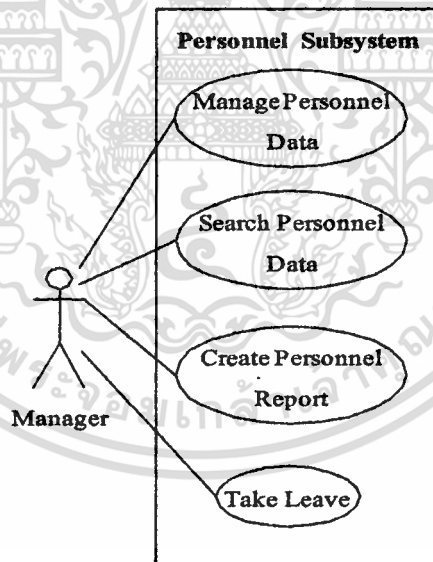 Personnel Subsystem
Manage Personnel
Data
Search Personnel
Data
Create Personnel
Report
Take Leave
Manager